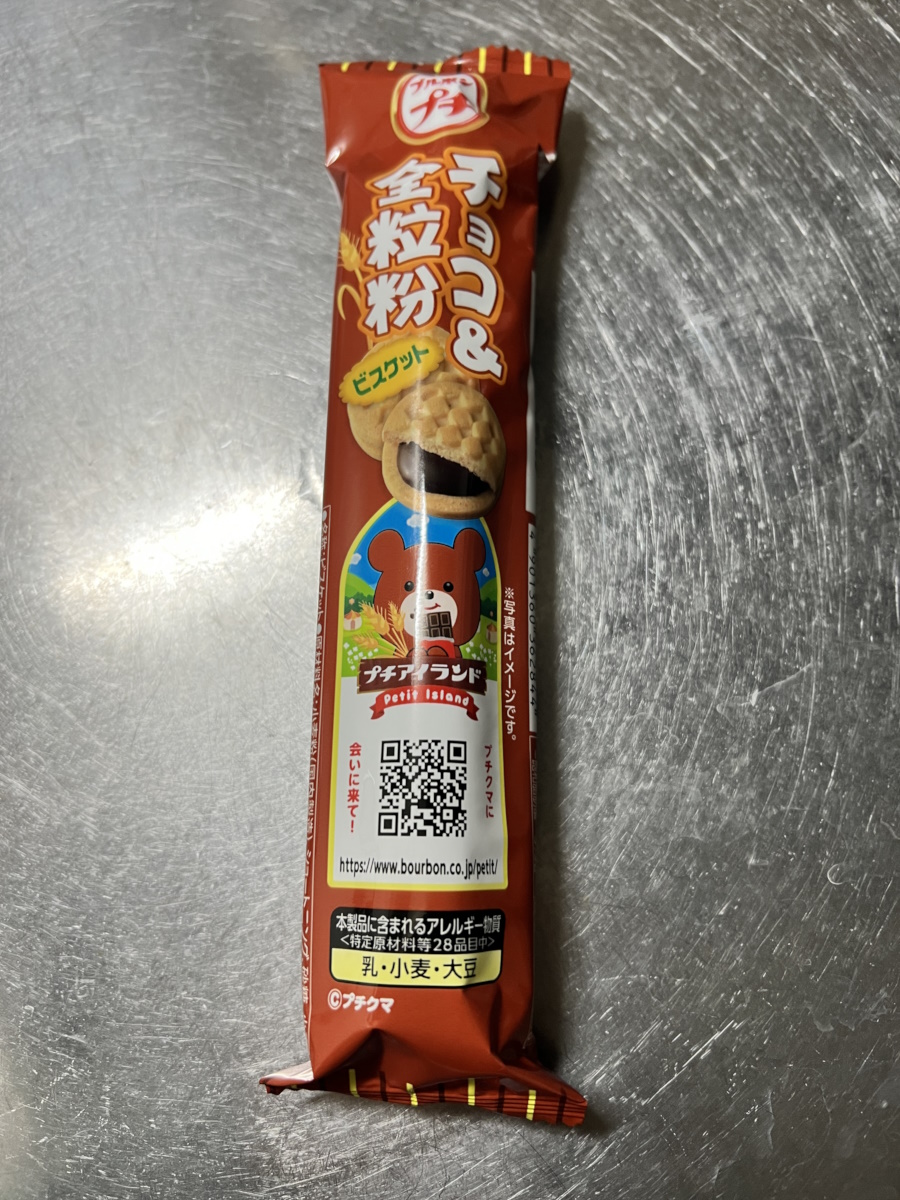 ブルボン
プチ
チョコ&
全粒粉
ビスケット
プチアイランド
Petit Island
プチクマに
会いに来て!
※写真はイメージです。
https://www.bourbon.co.jp/petit/
本製品に含まれるアレルギー物質
<特定原材料等28品目中>
乳・小麦・大豆
©プチクマ